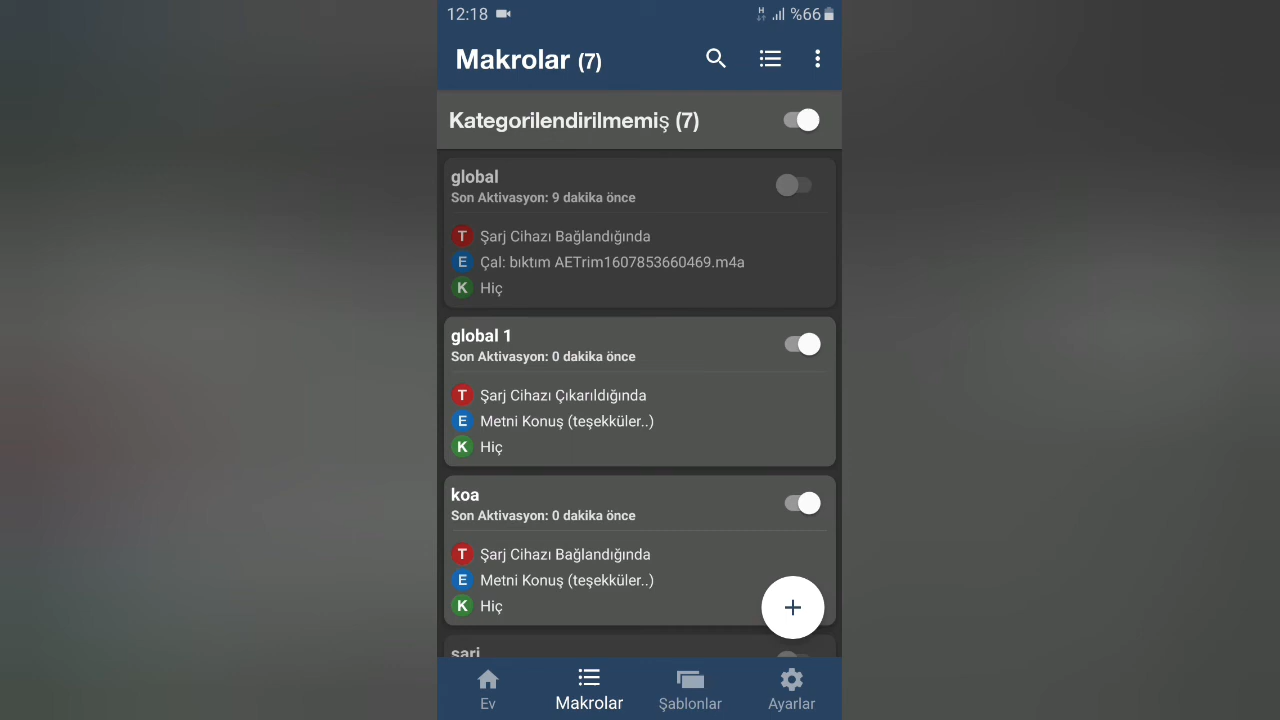 12:18 H %66
Makrolar (7)
Kategorilendirilmemiş (7)
global
Son Aktivasyon: 9 dakika önce
T Şarj Cihazı Bağlandığında
E Çal: bıktım AETrim1607853660469.m4a
K Hiç
global 1
Son Aktivasyon: 0 dakika önce
T Şarj Cihazı Çıkarıldığında
E Metni Konuş (teşekküler..)
K Hiç
koa
Son Aktivasyon: 0 dakika önce
T Şarj Cihazı Bağlandığında
E Metni Konuş (teşekküler..)
K Hiç
+
sari
Ev Makrolar Şablonlar Ayarlar